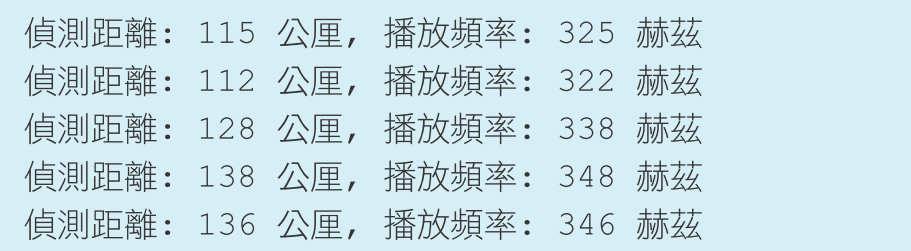 偵測距離: 115 公厘, 播放頻率: 325 赫茲
偵測距離: 112 公厘, 播放頻率: 322 赫茲
偵測距離: 128 公厘, 播放頻率: 338 赫茲
偵測距離: 138 公厘, 播放頻率: 348 赫茲
偵測距離: 136 公厘, 播放頻率: 346 赫茲